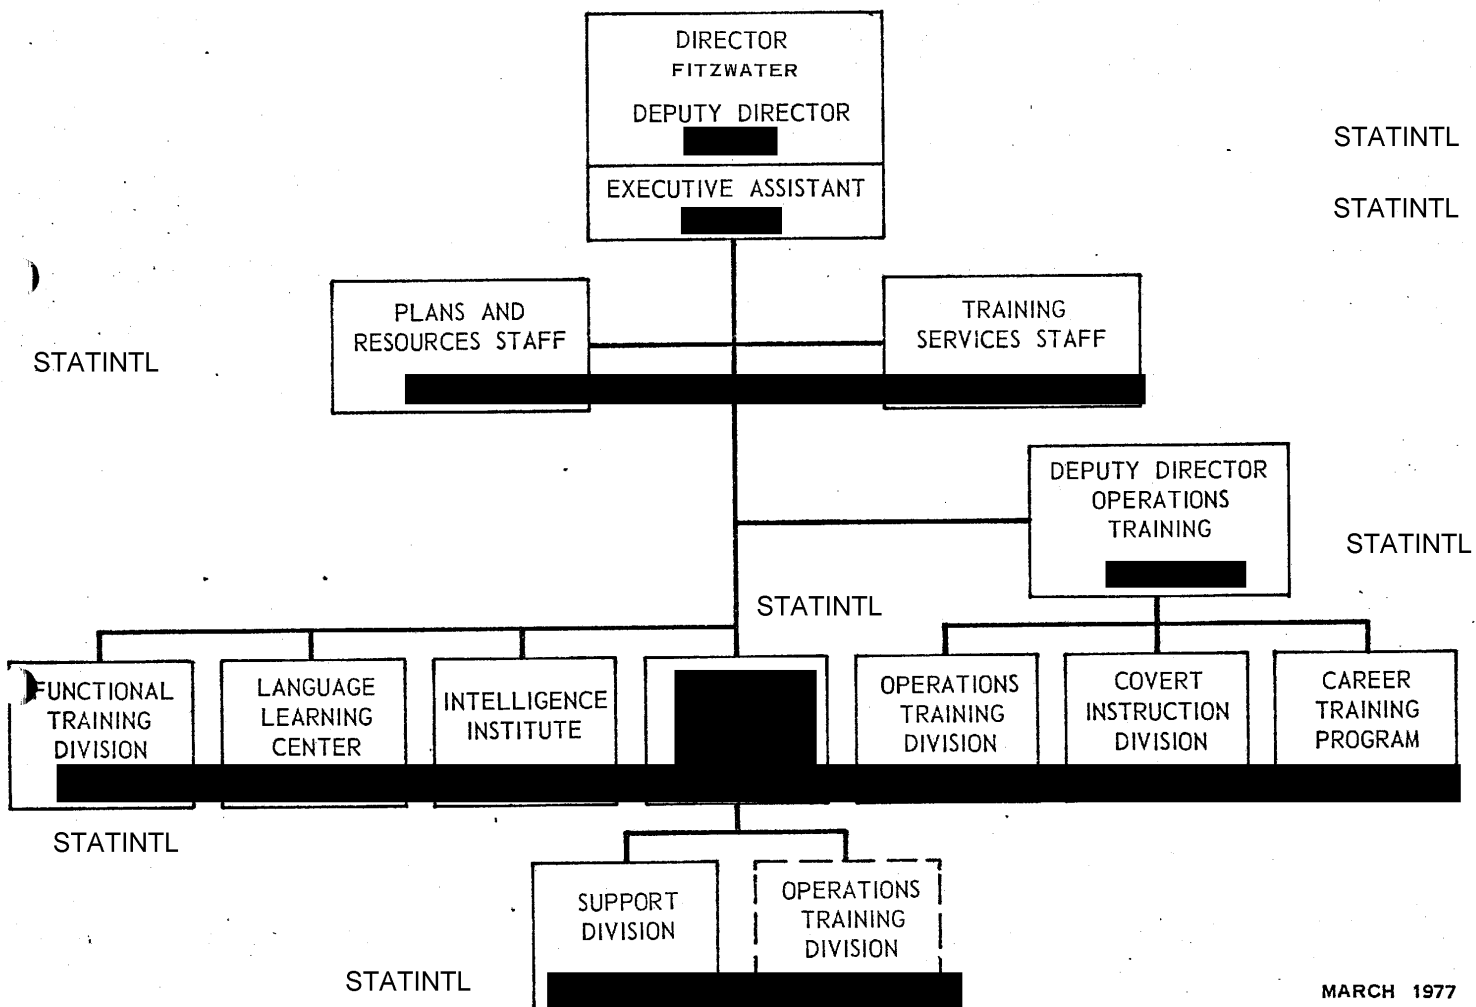 DIRECTOR
FITZWATER
DEPUTY DIRECTOR
STATINTL
EXECUTIVE ASSISTANT
STATINTL
PLANS AND
RESOURCES STAFF
TRAINING
SERVICES STAFF
STATINTL
DEPUTY DIRECTOR
OPERATIONS
TRAINING
STATINTL
STATINTL
FUNCTIONAL
TRAINING
DIVISION
LANGUAGE
LEARNING
CENTER
INTELLIGENCE
INSTITUTE
OPERATIONS
TRAINING
DIVISION
COVERT
INSTRUCTION
DIVISION
CAREER
TRAINING
PROGRAM
STATINTL
SUPPORT
DIVISION
OPERATIONS
TRAINING
DIVISION
STATINTL
MARCH 1977